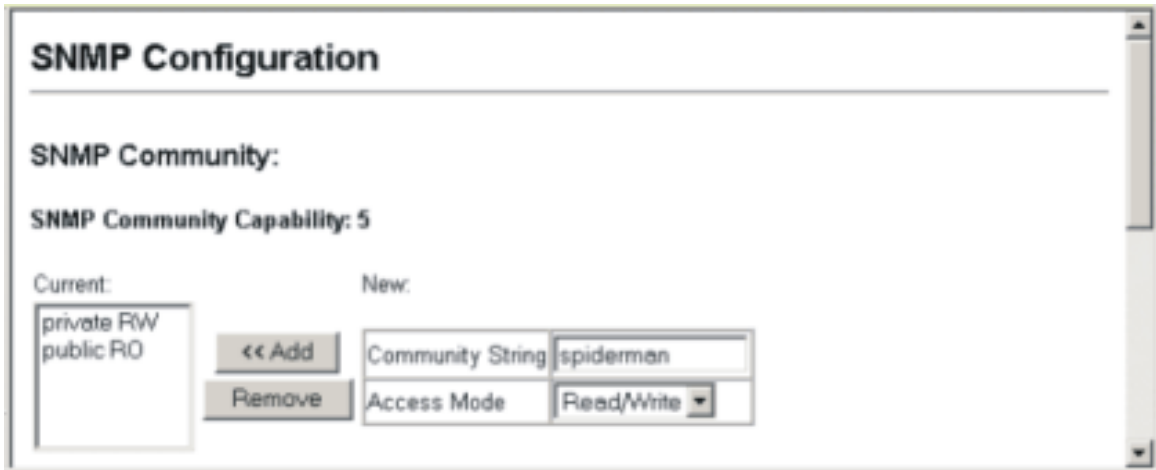 SNMP Configuration
SNMP Community:
SNMP Community Capability: 5
Current:
New:
private RW
public RO
<< Add
Remove
Community String spiderman
Access Mode Read/Write